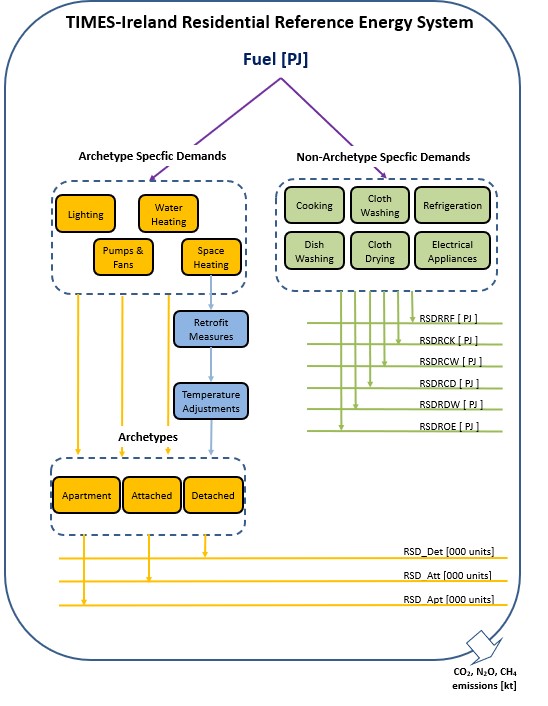 TIMES-Ireland Residential Reference Energy System
Fuel [PJ]
Archetype Specfic Demands
Non-Archetype Specfic Demands
Lighting
Water
Heating
Pumps &
Fans
Space
Heating
Cooking
Cloth
Washing
Refrigeration
Dish
Washing
Cloth
Drying
Electrical
Appliances
Retrofit
Measures
Temperature
Adjustments
RSDRRF [ PJ ]
RSDRCK [ PJ ]
RSDRCW [ PJ ]
RSDRCD [ PJ ]
RSDRDW [ PJ ]
RSDROE [ PJ ]
Archetypes
Apartment
Attached
Detached
RSD_Det [000 units]
RSD_Att [000 units]
RSD_Apt [000 units]
CO₂, N₂O, CH₄
emissions [kt]